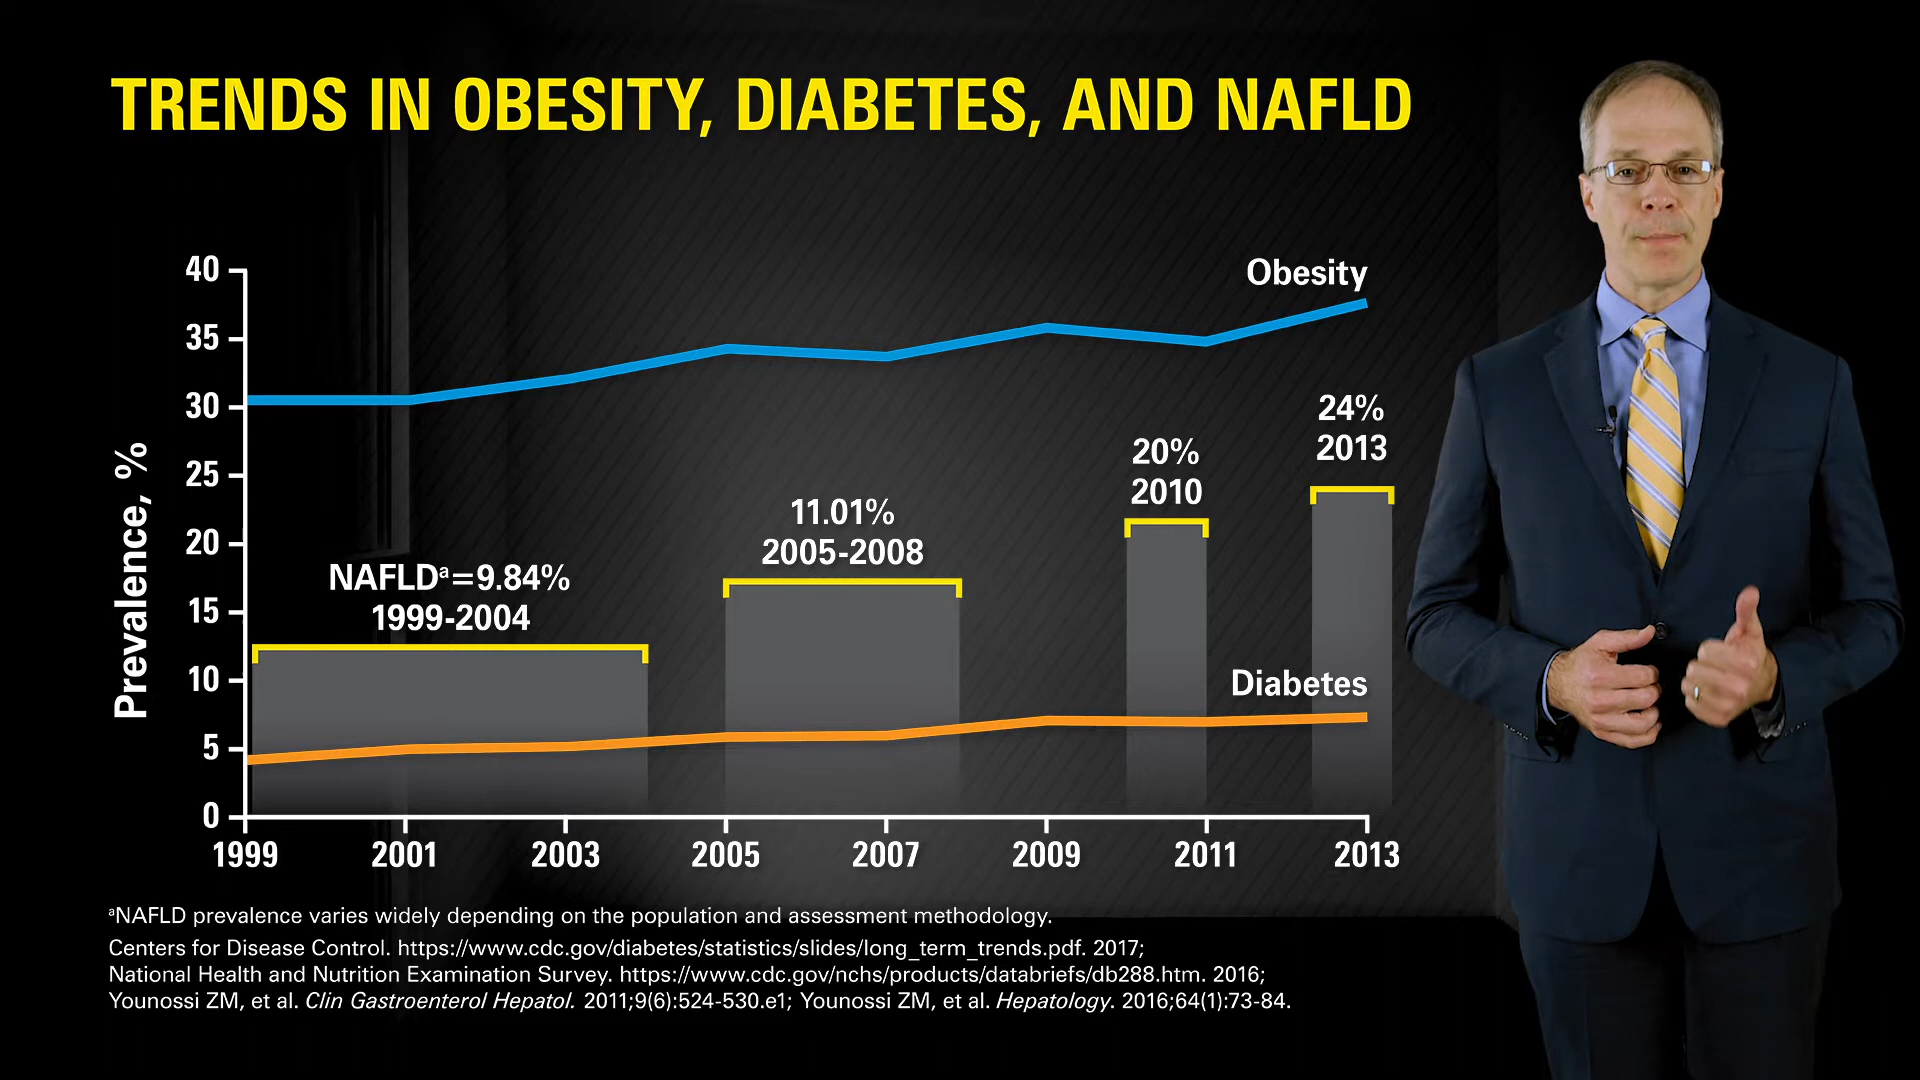 TRENDS IN OBESITY, DIABETES, AND NAFLD
Prevalence, %
40
35
30
25
20
15
10
5
0
Obesity
24%
2013
20%
2010
11.01%
2005-2008
NAFLDᵃ=9.84%
1999-2004
Diabetes
1999 2001 2003 2005 2007 2009 2011 2013
ᵃNAFLD prevalence varies widely depending on the population and assessment methodology.
Centers for Disease Control. https://www.cdc.gov/diabetes/statistics/slides/long_term_trends.pdf. 2017;
National Health and Nutrition Examination Survey. https://www.cdc.gov/nchs/products/databriefs/db288.htm. 2016;
Younossi ZM, et al. Clin Gastroenterol Hepatol. 2011;9(6):524-530.e1; Younossi ZM, et al. Hepatology. 2016;64(1):73-84.